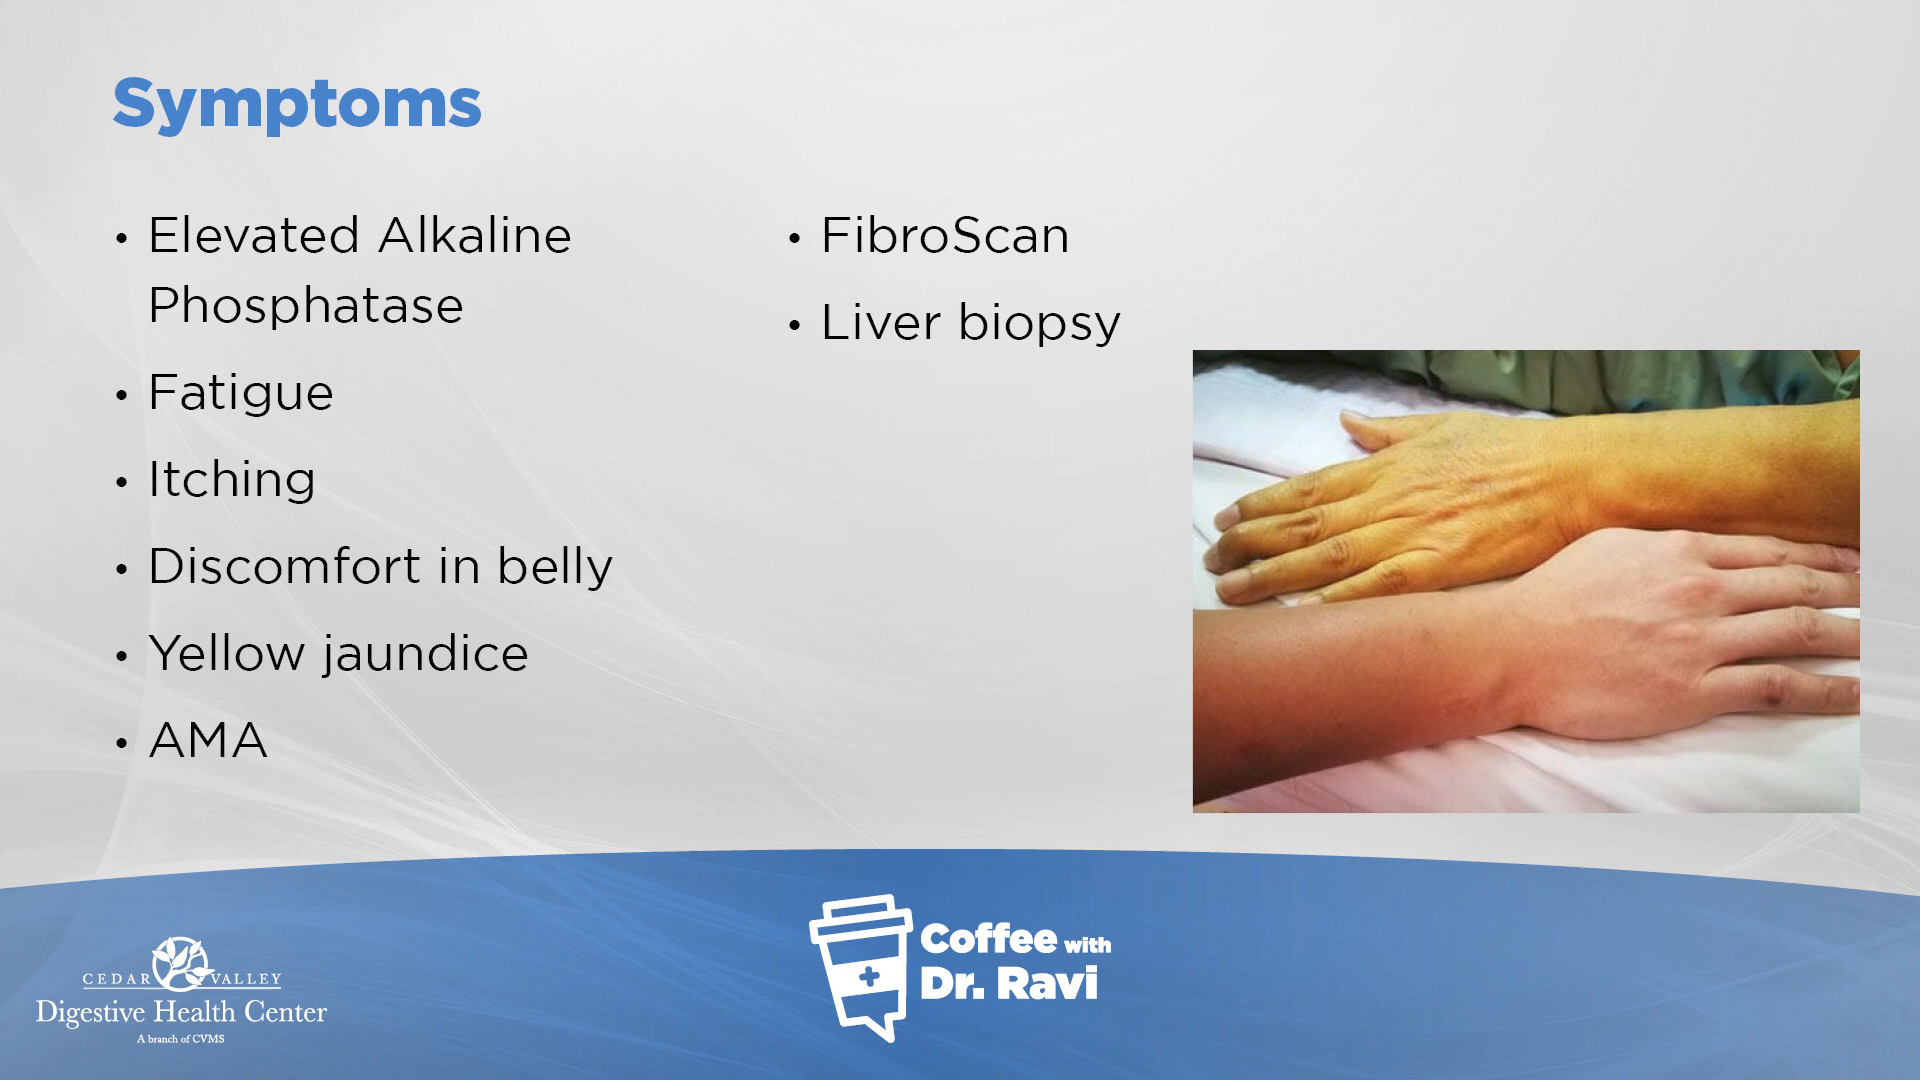 Symptoms
• Elevated Alkaline
Phosphatase
• Fatigue
• Itching
• Discomfort in belly
• Yellow jaundice
• AMA
• FibroScan
• Liver biopsy
CEDAR VALLEY
Digestive Health Center
A branch of CVMS
Coffee with
Dr. Ravi